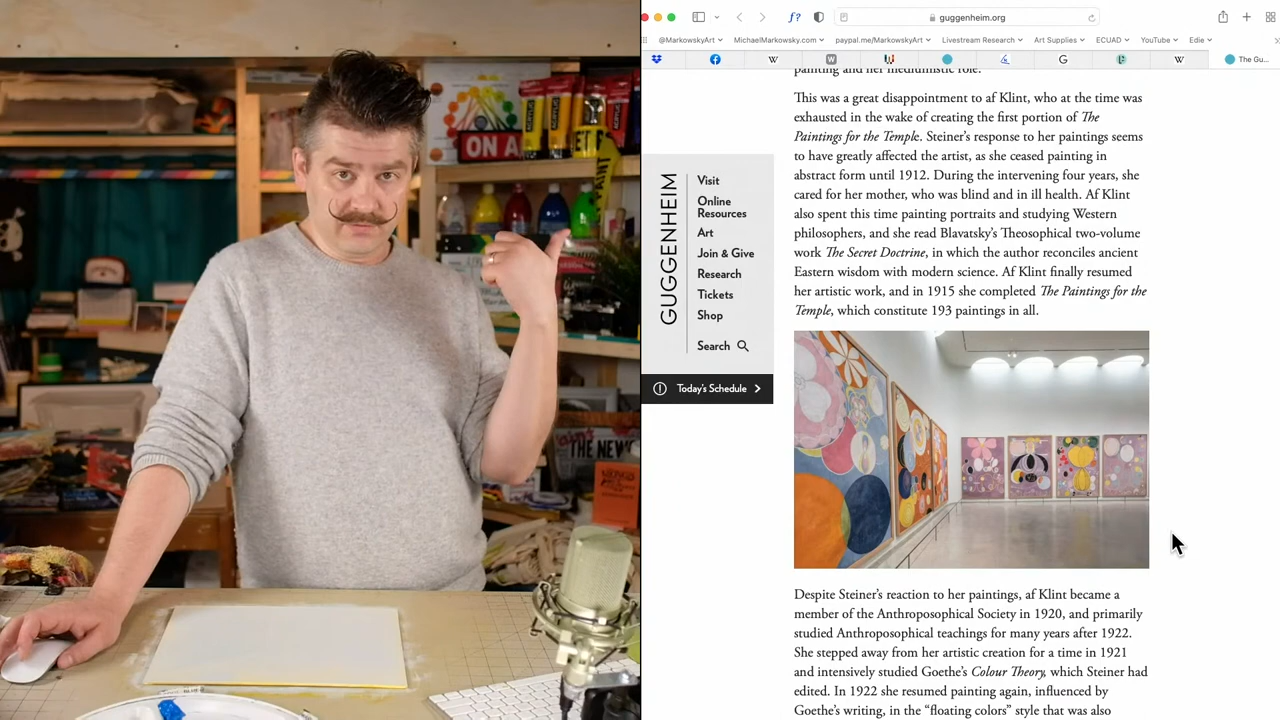 ON A
PAINT
THE NEW
guggenheim.org
@MarkowskyArt
MichaelMarkowsky.com
paypal.me/MarkowskyArt
Livestream Research
Art Supplies
ECUAD
YouTube
Edie
The Gu...
painting and her mediumistic role.
This was a great disappointment to af Klint, who at the time was
exhausted in the wake of creating the first portion of The
Paintings for the Temple. Steiner’s response to her paintings seems
to have greatly affected the artist, as she ceased painting in
abstract form until 1912. During the intervening four years, she
cared for her mother, who was blind and in ill health. Af Klint
also spent this time painting portraits and studying Western
philosophers, and she read Blavatsky’s Theosophical two-volume
work The Secret Doctrine, in which the author reconciles ancient
Eastern wisdom with modern science. Af Klint finally resumed
her artistic work, and in 1915 she completed The Paintings for the
Temple, which constitute 193 paintings in all.
GUGGENHEIM
Visit
Online
Resources
Art
Join & Give
Research
Tickets
Shop
Search
Today’s Schedule
Despite Steiner’s reaction to her paintings, af Klint became a
member of the Anthroposophical Society in 1920, and primarily
studied Anthroposophical teachings for many years after 1922.
She stepped away from her artistic creation for a time in 1921
and intensively studied Goethe’s Colour Theory, which Steiner had
edited. In 1922 she resumed painting again, influenced by
Goethe’s writing, in the “floating colors” style that was also